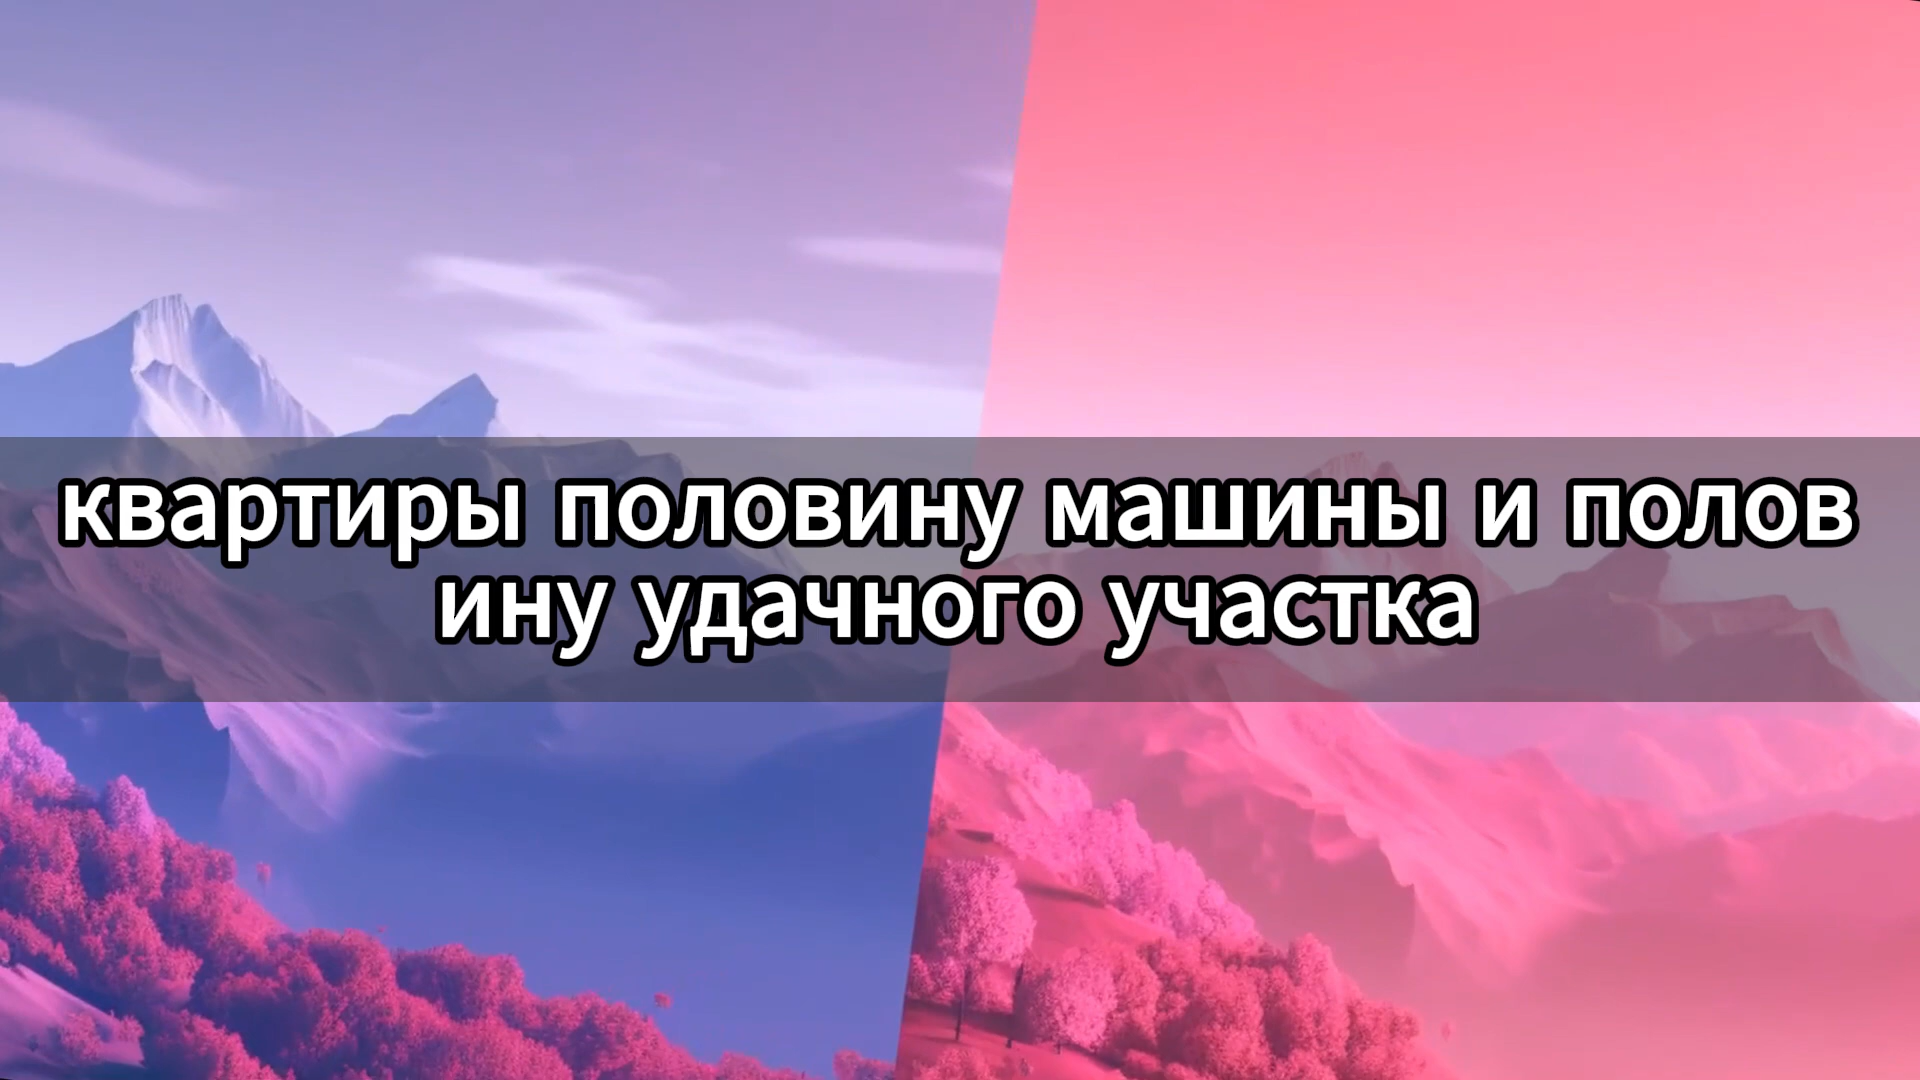 квартиры половину машины и полов
ину удачного участка